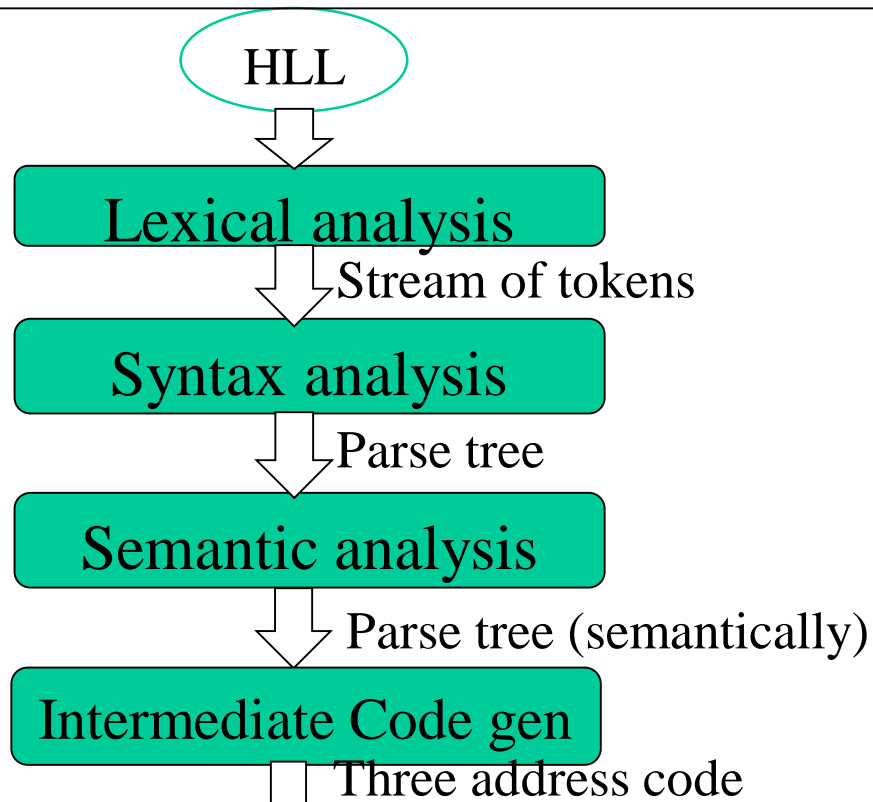 HLL
Lexical analysis
Stream of tokens
Syntax analysis
Parse tree
Semantic analysis
Parse tree (semantically)
Intermediate Code gen
Three address code